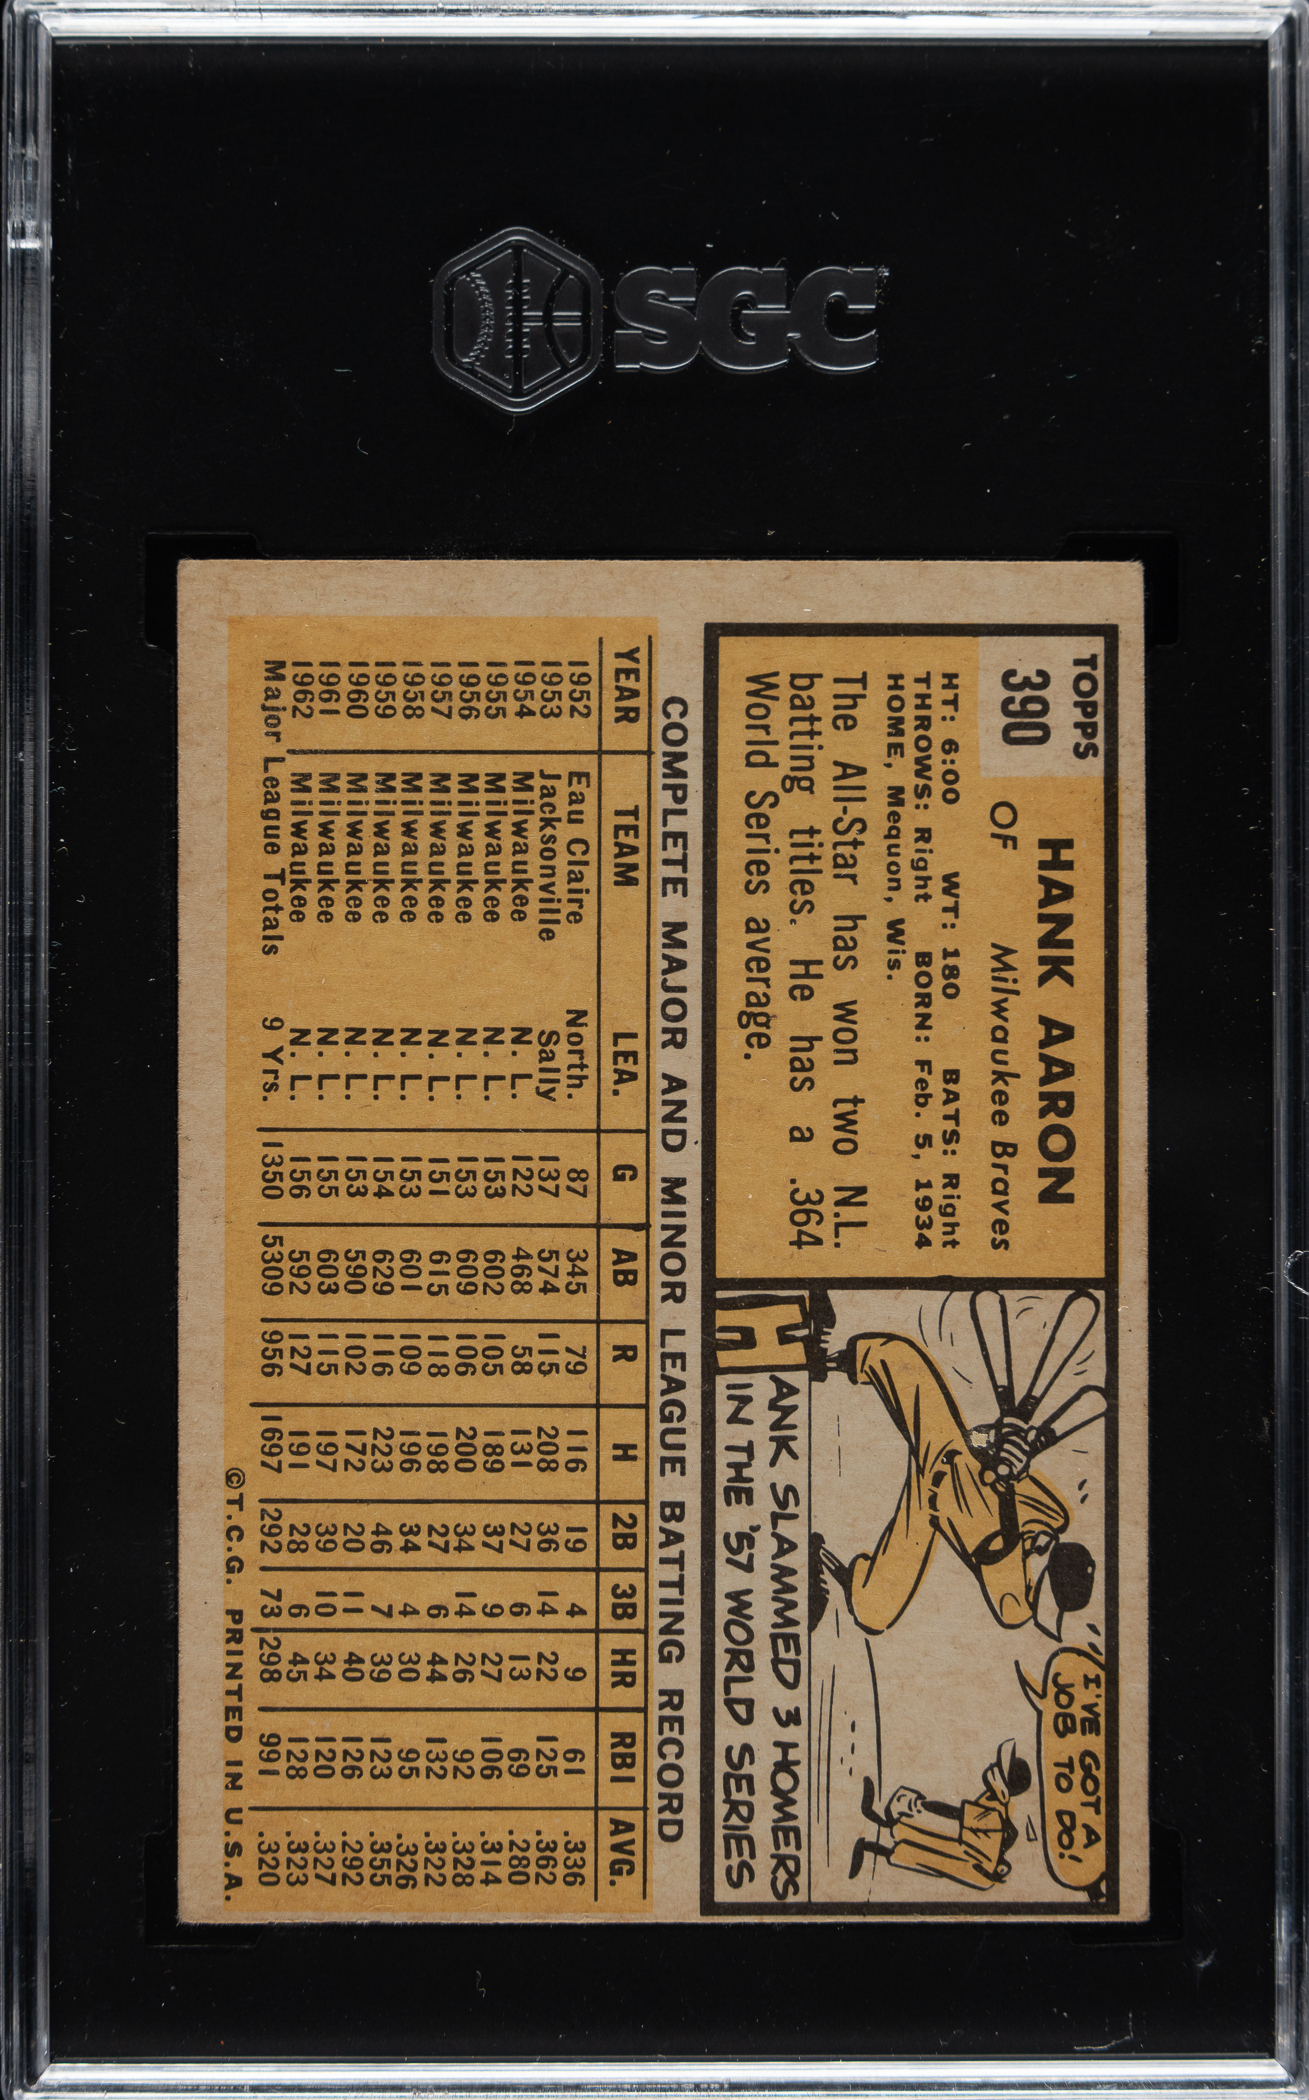 SGC
TOPPS
390
HANK AARON
OF Milwaukee Braves
HT: 6:00 WT: 180 BATS: Right
THROWS: Right BORN: Feb. 5, 1934
HOME, Mequon, Wis.
The All-Star has won two N.L.
batting titles. He has a .364
World Series average.
I'VE GOT A
JOB TO DO!
HANK SLAMMED 3 HOMERS
IN THE '57 WORLD SERIES
COMPLETE MAJOR AND MINOR LEAGUE BATTING RECORD
YEAR TEAM LEA. G AB R H 2B 3B HR RBI AVG.
1952 Eau Claire North. 87 345 79 116 19 4 9 61 .336
1953 Jacksonville Sally 137 574 115 208 36 14 22 125 .362
1954 Milwaukee N. L. 122 468 58 131 27 6 13 69 .280
1955 Milwaukee N. L. 153 602 105 189 37 9 27 106 .314
1956 Milwaukee N. L. 153 609 106 200 34 14 26 92 .328
1957 Milwaukee N. L. 151 615 118 198 27 6 44 132 .322
1958 Milwaukee N. L. 153 601 109 196 34 4 30 95 .326
1959 Milwaukee N. L. 154 629 116 223 46 7 39 123 .355
1960 Milwaukee N. L. 153 590 102 172 20 11 40 126 .292
1961 Milwaukee N. L. 155 603 115 197 39 10 34 120 .327
1962 Milwaukee N. L. 156 592 127 191 28 6 45 128 .323
Major League Totals 9 Yrs. 1350 5309 956 1697 292 73 298 991 .320
©T.C.G. PRINTED IN U.S.A.